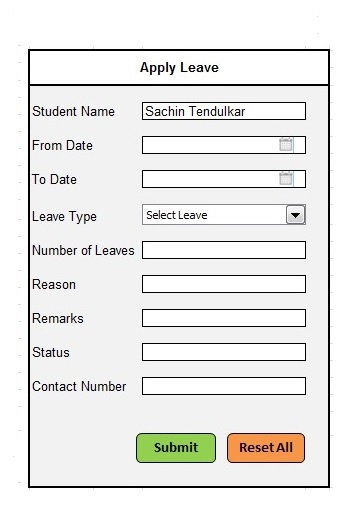 Apply Leave
Student Name Sachin Tendulkar
From Date
To Date
Leave Type Select Leave
Number of Leaves
Reason
Remarks
Status
Contact Number
Submit Reset All